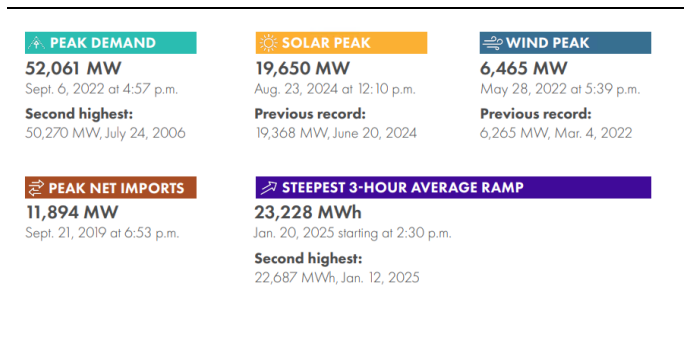 PEAK DEMAND
52,061 MW
Sept. 6, 2022 at 4:57 p.m.
Second highest:
50,270 MW, July 24, 2006
SOLAR PEAK
19,650 MW
Aug. 23, 2024 at 12:10 p.m.
Previous record:
19,368 MW, June 20, 2024
WIND PEAK
6,465 MW
May 28, 2022 at 5:39 p.m.
Previous record:
6,265 MW, Mar. 4, 2022
PEAK NET IMPORTS
11,894 MW
Sept. 21, 2019 at 6:53 p.m.
STEEPEST 3-HOUR AVERAGE RAMP
23,228 MWh
Jan. 20, 2025 starting at 2:30 p.m.
Second highest:
22,687 MWh, Jan. 12, 2025